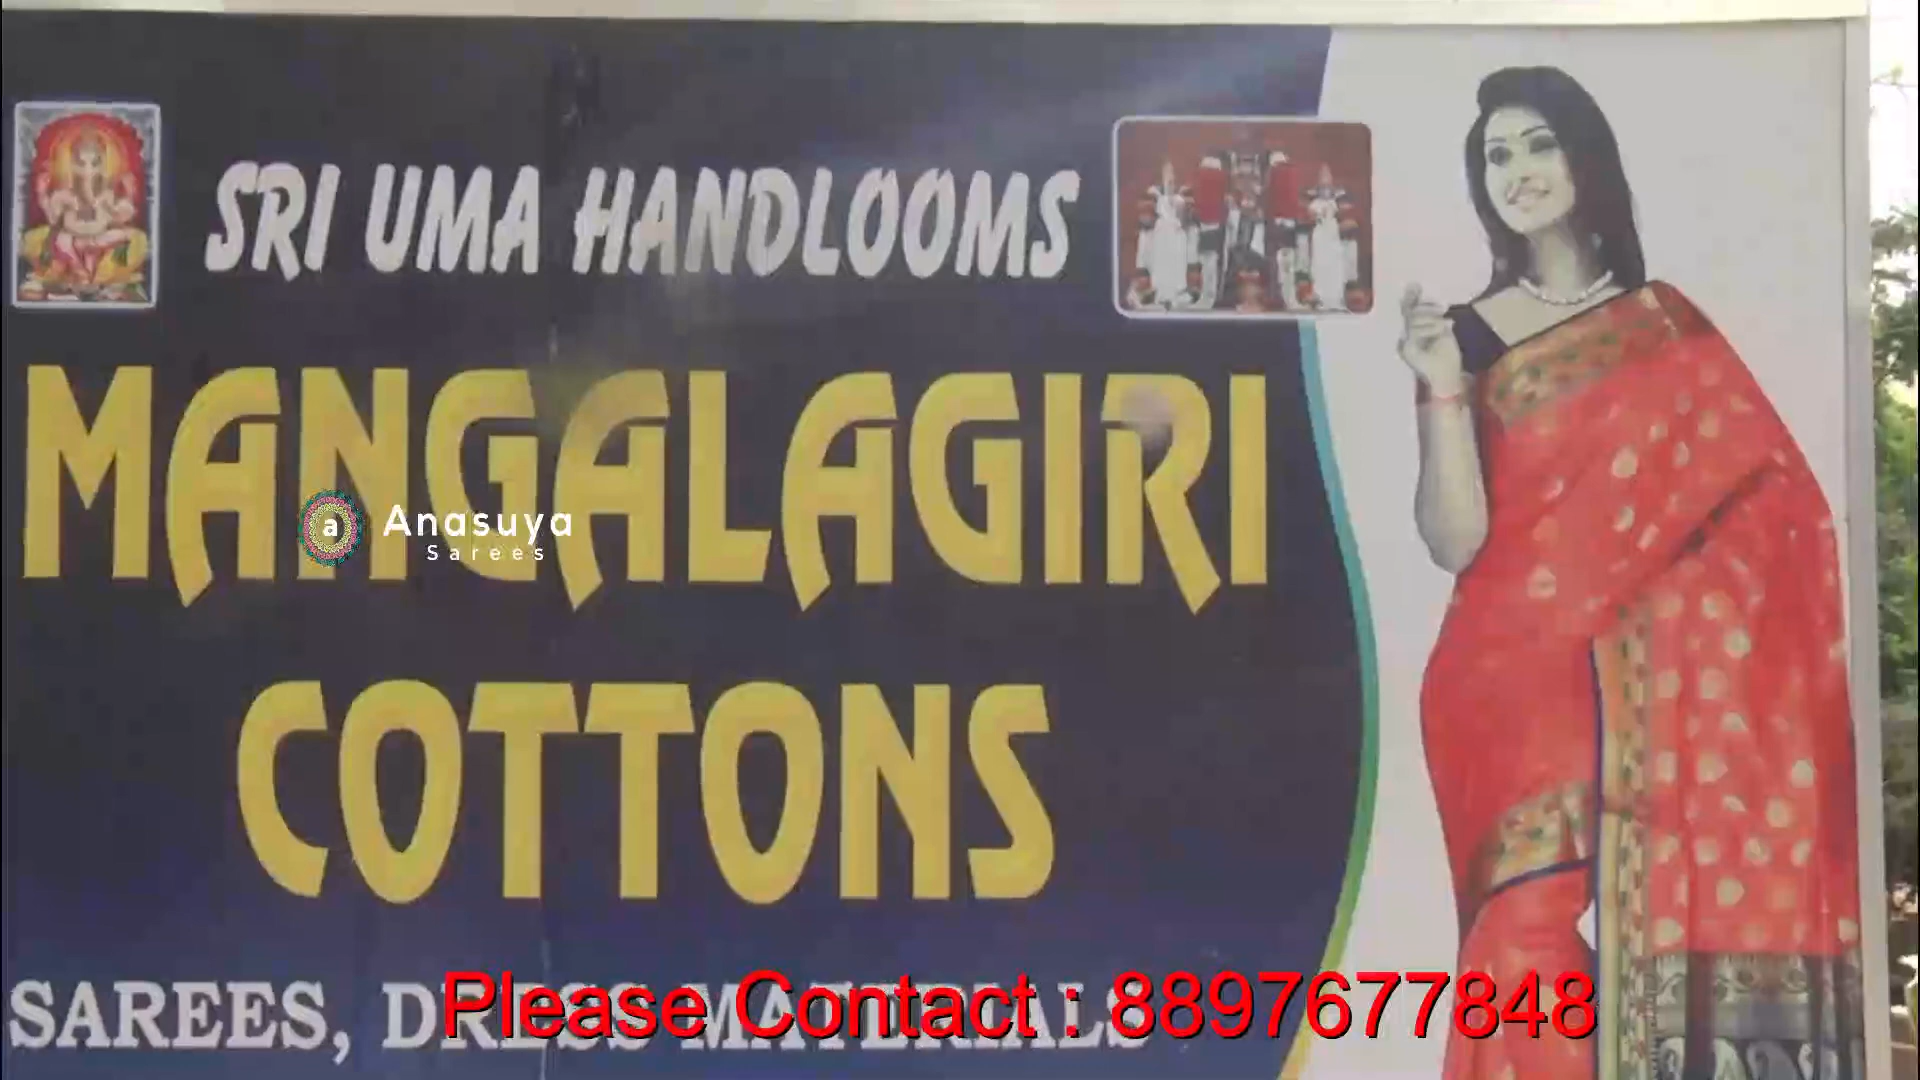 SRI UMA HANDLOOMS
MANGALAGIRI
a Anasuya
Sarees
COTTONS
SAREES, DRESS MATERIALS
Please Contact : 8897677848